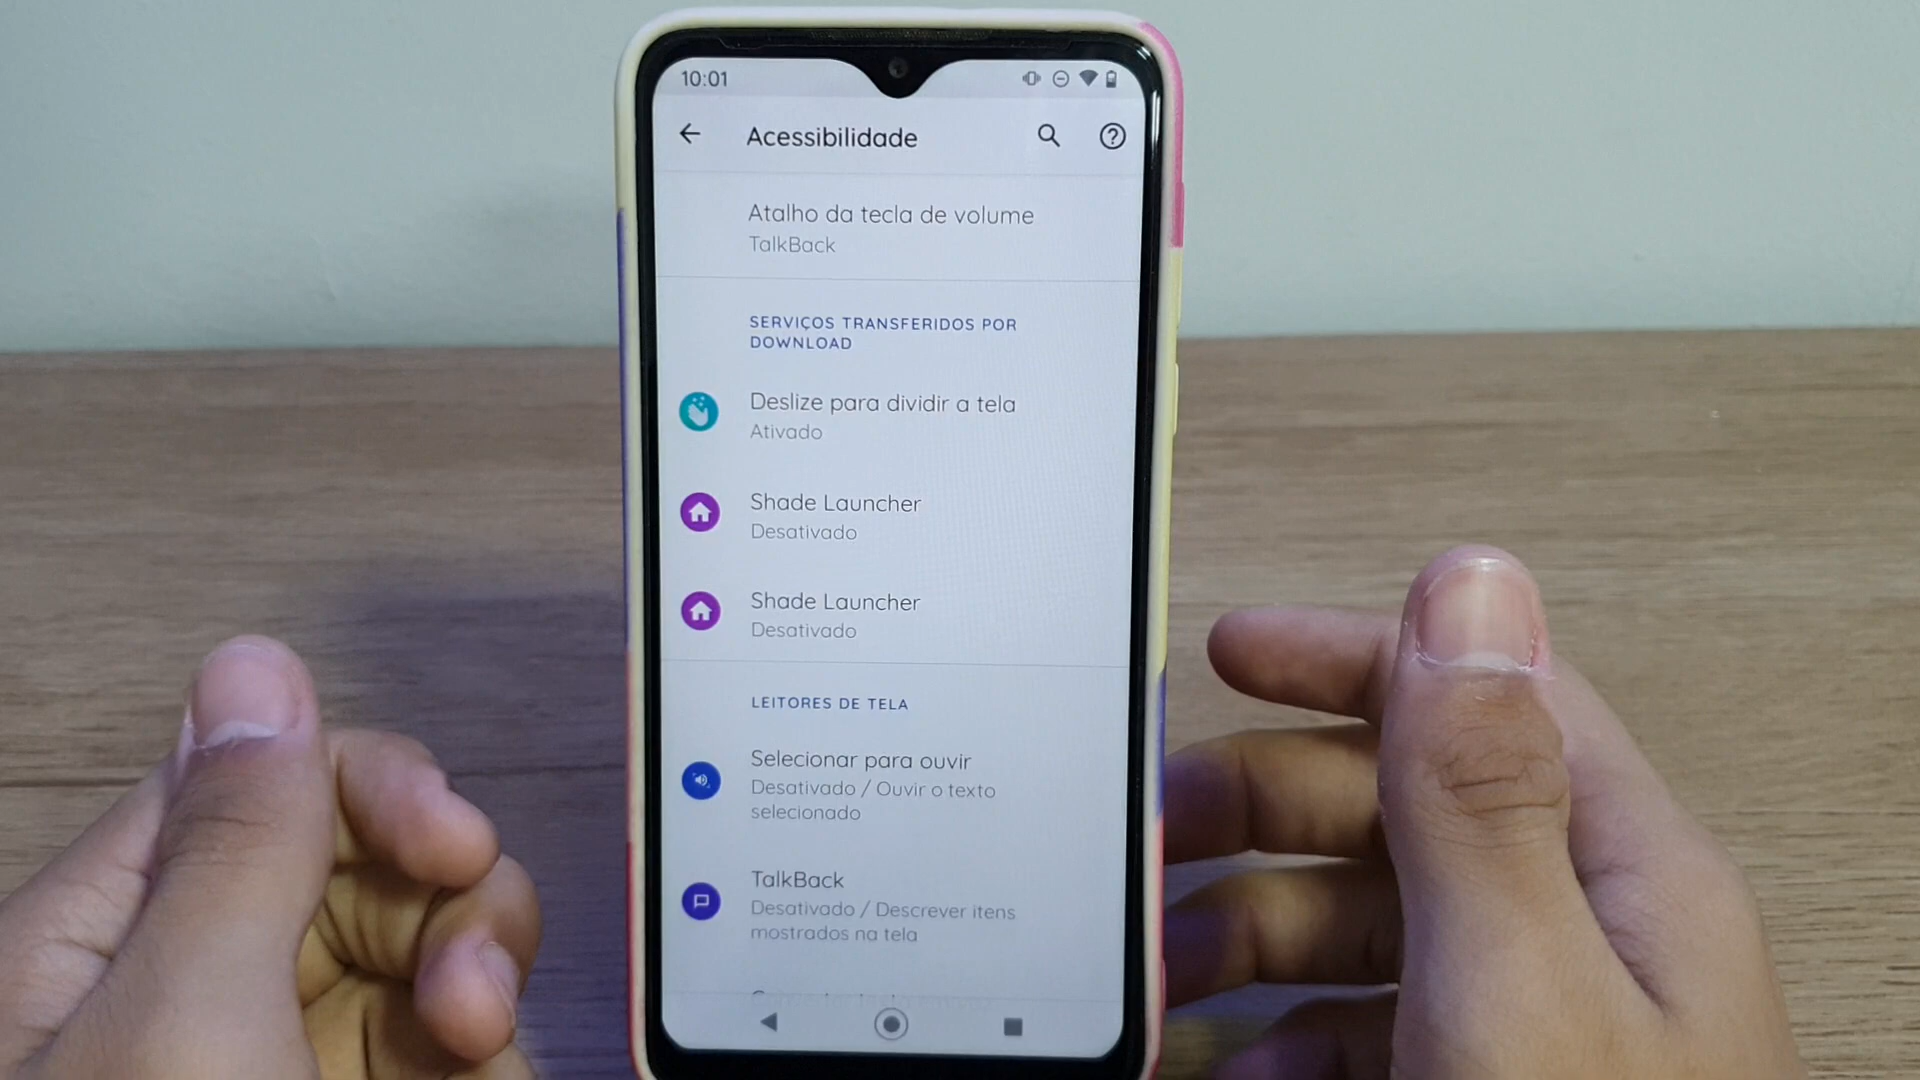 10:01
Acessibilidade
Atalho da tecla de volume
TalkBack
SERVIÇOS TRANSFERIDOS POR
DOWNLOAD
Deslize para dividir a tela
Ativado
Shade Launcher
Desativado
Shade Launcher
Desativado
LEITORES DE TELA
Selecionar para ouvir
Desativado / Ouvir o texto
selecionado
TalkBack
Desativado / Descrever itens
mostrados na tela